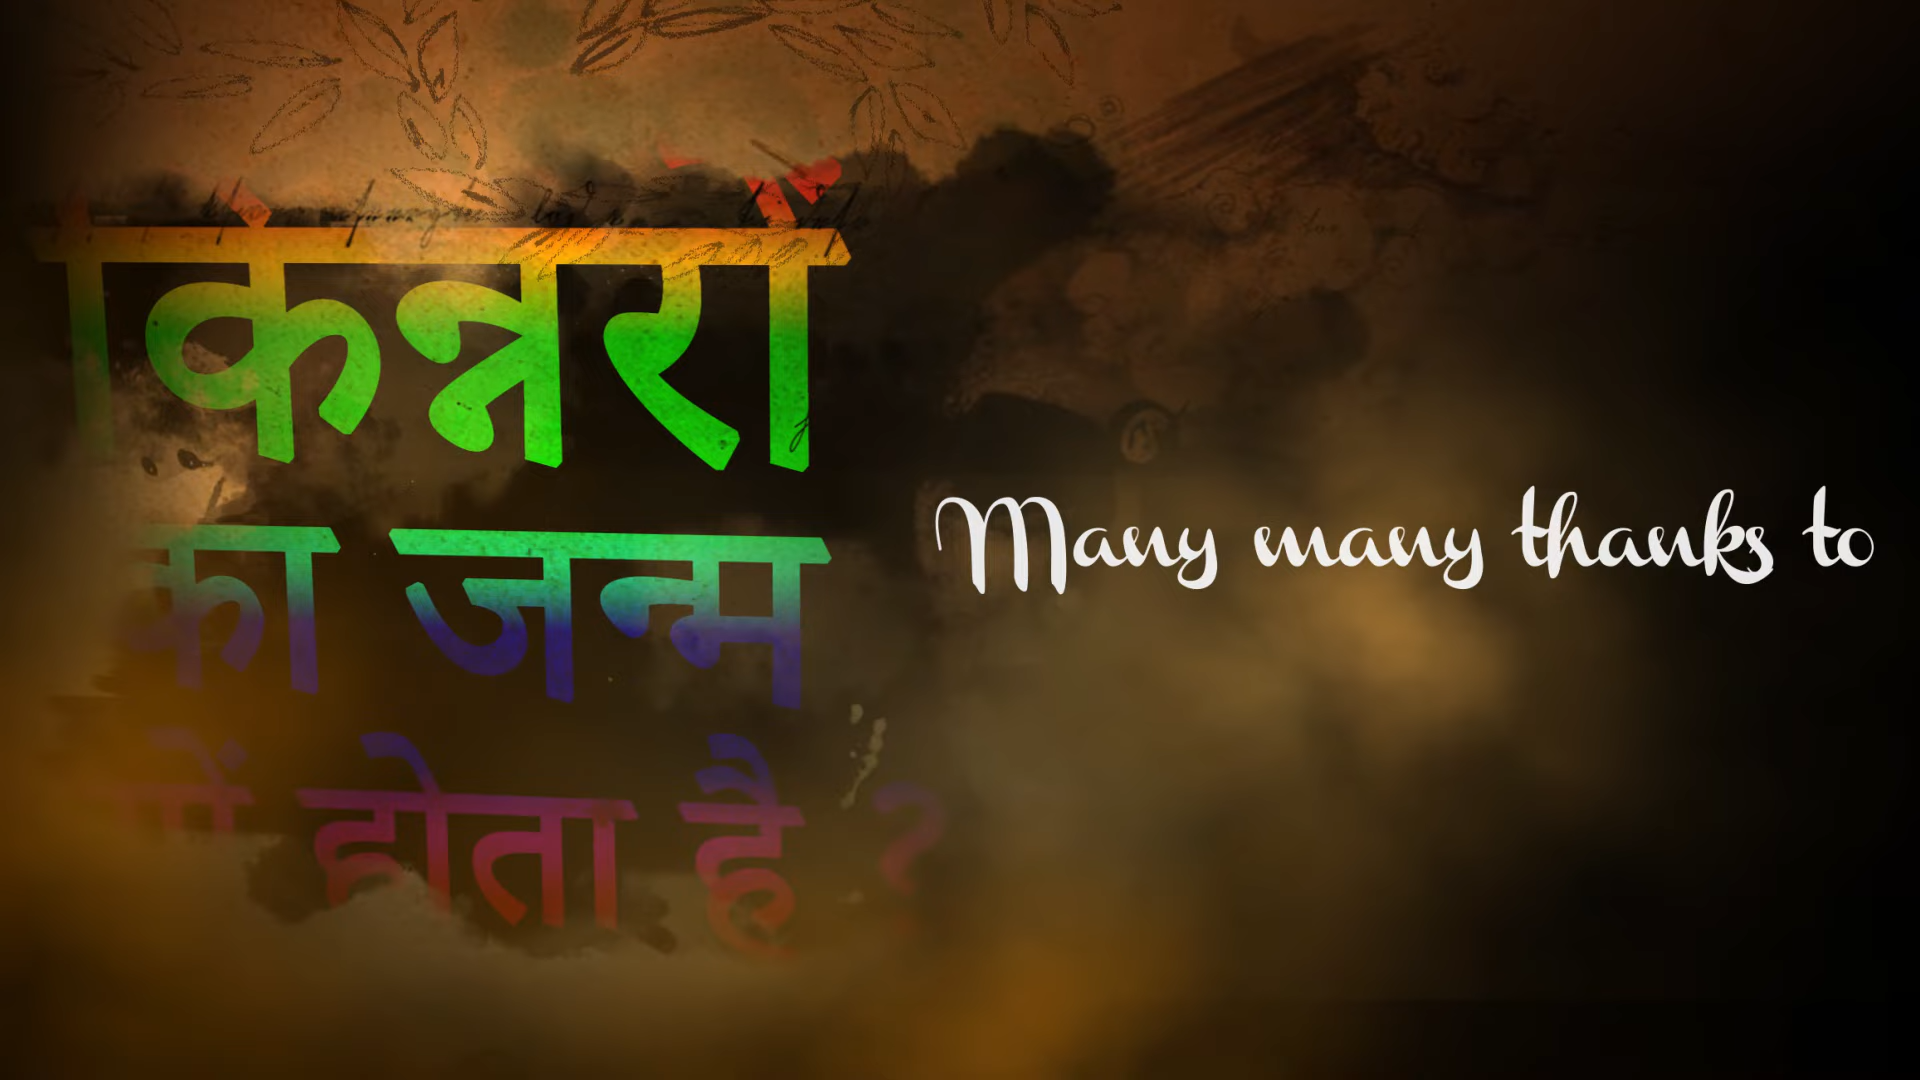 किन्नरों
का जन्म
होता है ?
Many many thanks to